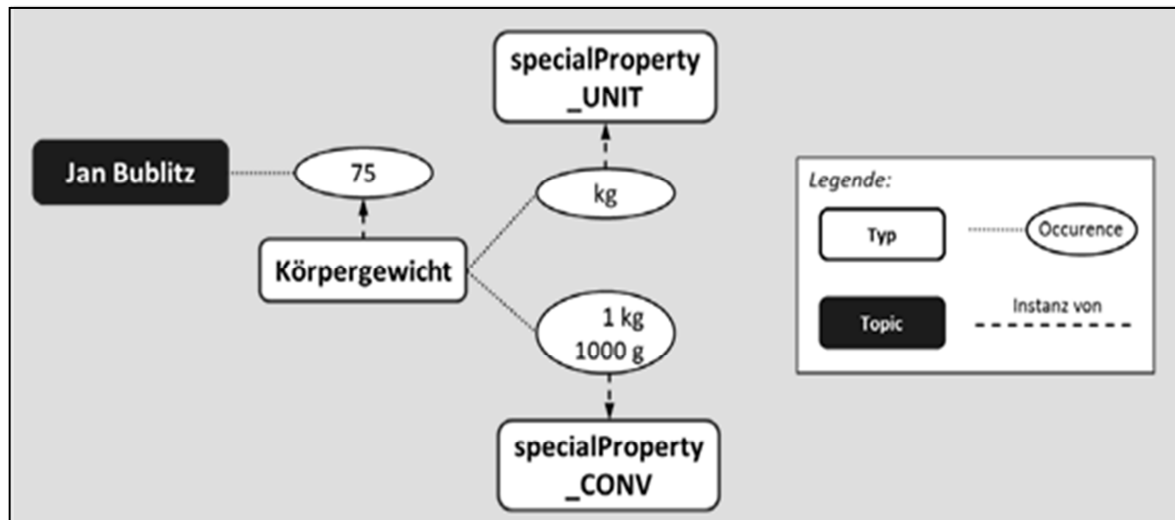 specialProperty
_UNIT
Jan Bublitz
75
kg
Körpergewicht
1 kg
1000 g
specialProperty
_CONV
Legende:
Typ
Occurence
Topic
Instanz von